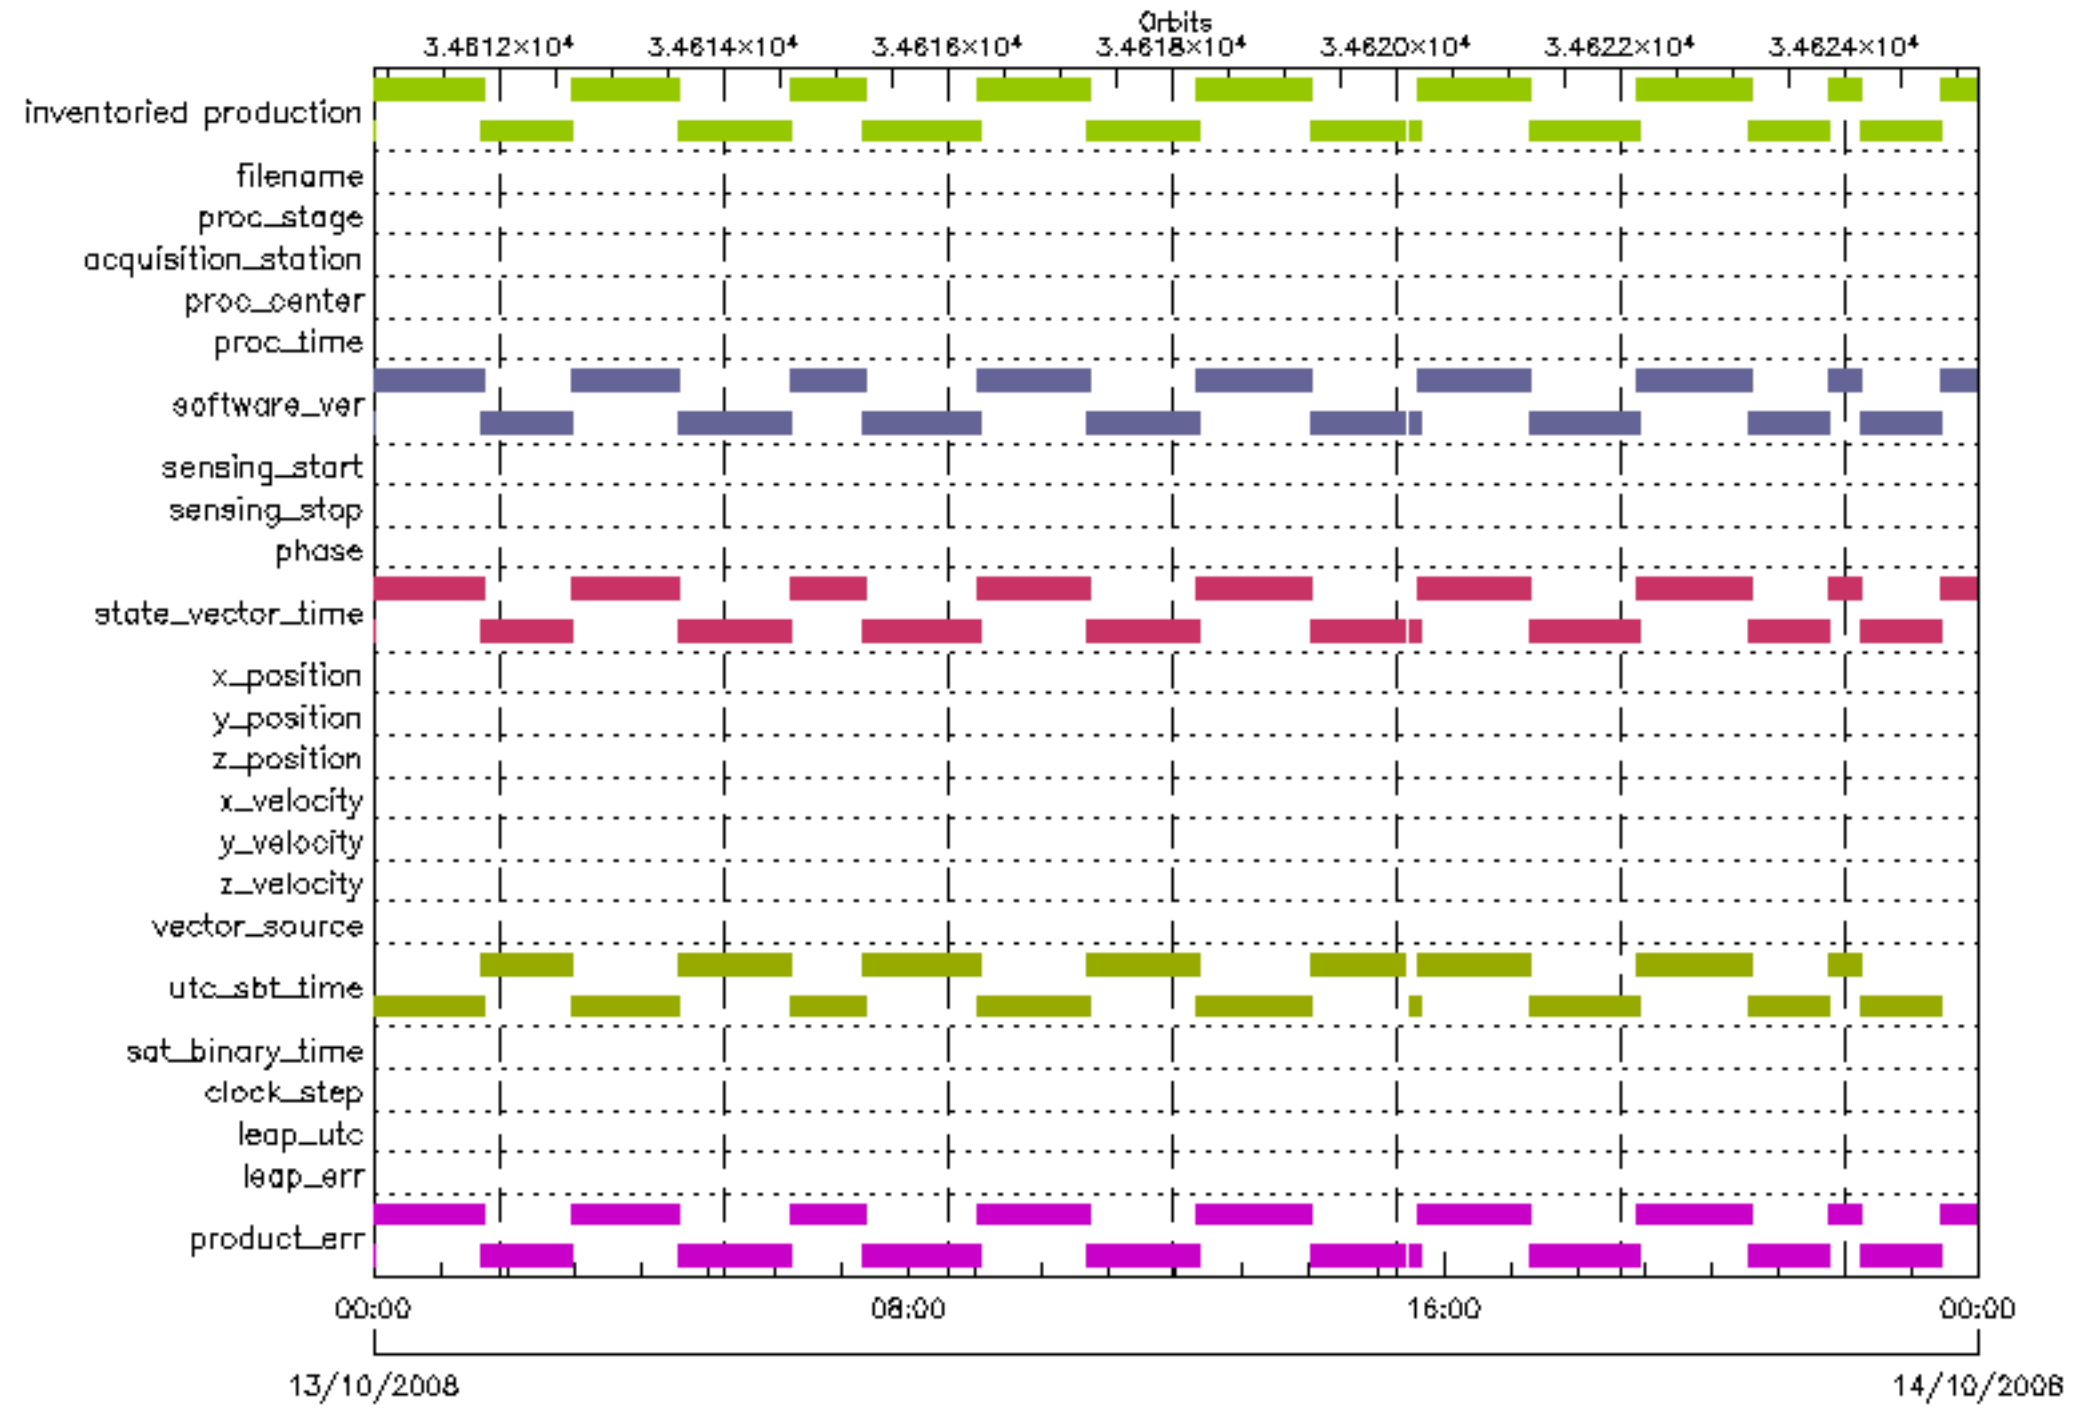 Orbits
3.4612×10⁴ 3.4614×10⁴ 3.4616×10⁴ 3.4618×10⁴ 3.4620×10⁴ 3.4622×10⁴ 3.4624×10⁴
inventoried production
filename
proc_stage
acquisition_station
proc_center
proc_time
software_ver
sensing_start
sensing_stop
phase
state_vector_time
x_position
y_position
z_position
x_velocity
y_velocity
z_velocity
vector_source
utc_sbt_time
sat_binary_time
clock_step
leap_utc
leap_err
product_err
00:00 08:00 16:00 00:00
13/10/2008 14/10/2008